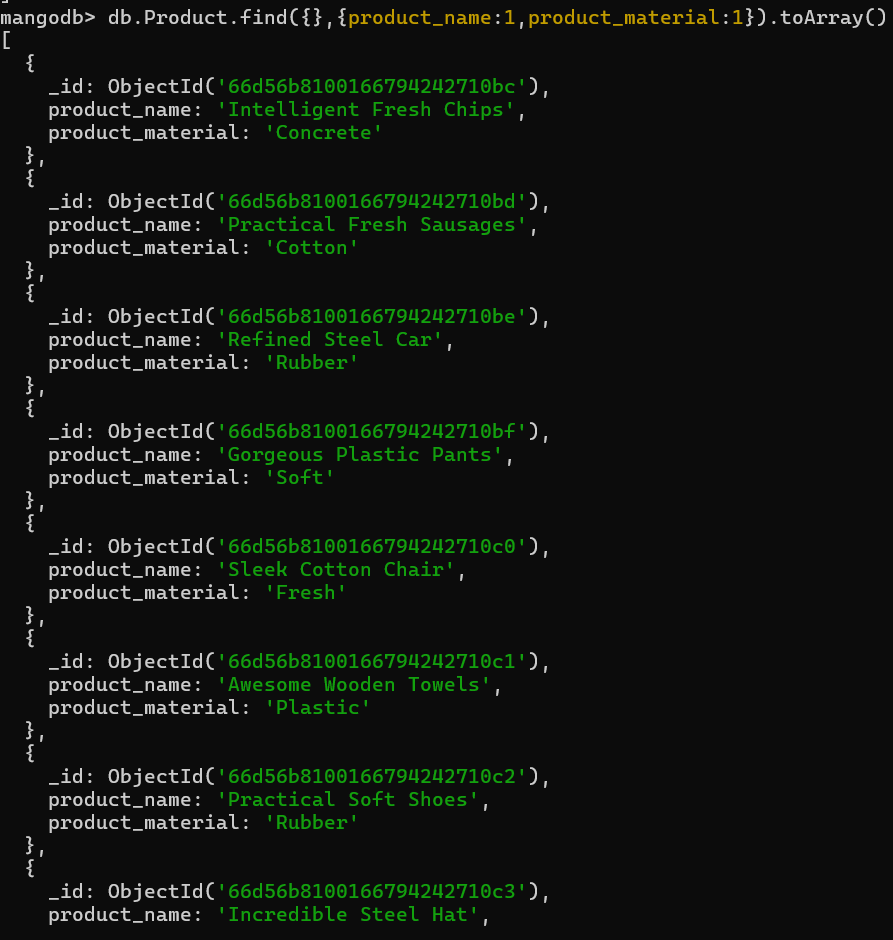 ]
mangodb> db.Product.find({},{product_name:1,product_material:1}).toArray()
[
  {
    _id: ObjectId('66d56b8100166794242710bc'),
    product_name: 'Intelligent Fresh Chips',
    product_material: 'Concrete'
  },
  {
    _id: ObjectId('66d56b8100166794242710bd'),
    product_name: 'Practical Fresh Sausages',
    product_material: 'Cotton'
  },
  {
    _id: ObjectId('66d56b8100166794242710be'),
    product_name: 'Refined Steel Car',
    product_material: 'Rubber'
  },
  {
    _id: ObjectId('66d56b8100166794242710bf'),
    product_name: 'Gorgeous Plastic Pants',
    product_material: 'Soft'
  },
  {
    _id: ObjectId('66d56b8100166794242710c0'),
    product_name: 'Sleek Cotton Chair',
    product_material: 'Fresh'
  },
  {
    _id: ObjectId('66d56b8100166794242710c1'),
    product_name: 'Awesome Wooden Towels',
    product_material: 'Plastic'
  },
  {
    _id: ObjectId('66d56b8100166794242710c2'),
    product_name: 'Practical Soft Shoes',
    product_material: 'Rubber'
  },
  {
    _id: ObjectId('66d56b8100166794242710c3'),
    product_name: 'Incredible Steel Hat',